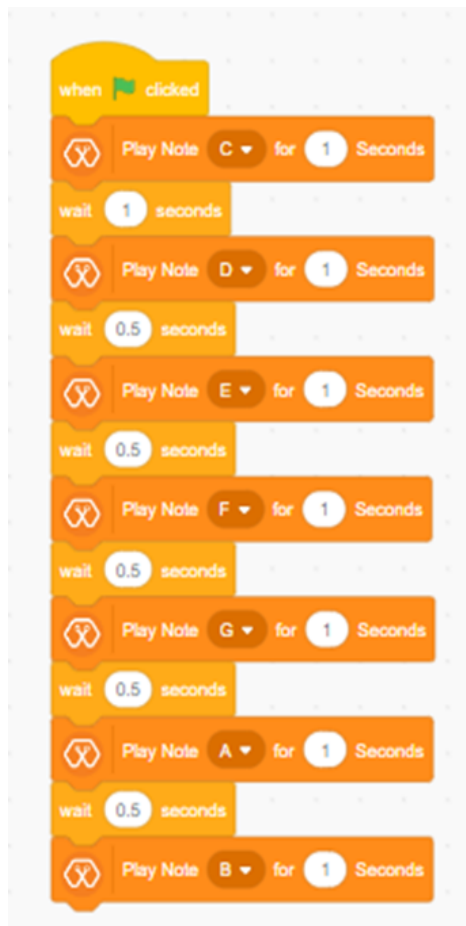 when clicked
Play Note C for 1 Seconds
wait 1 seconds
Play Note D for 1 Seconds
wait 0.5 seconds
Play Note E for 1 Seconds
wait 0.5 seconds
Play Note F for 1 Seconds
wait 0.5 seconds
Play Note G for 1 Seconds
wait 0.5 seconds
Play Note A for 1 Seconds
wait 0.5 seconds
Play Note B for 1 Seconds